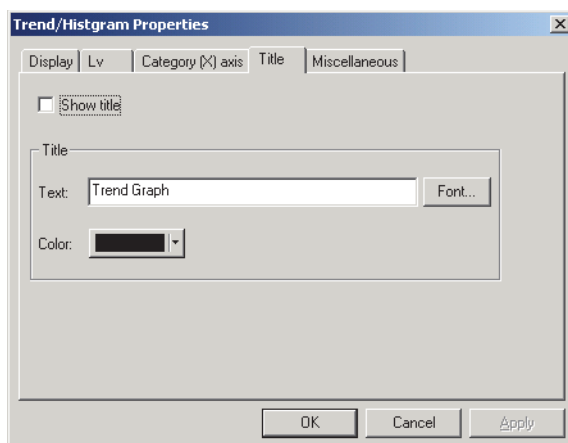 Trend/Histgram Properties
Display Lv Category (X) axis Title Miscellaneous
Show title
Title
Text: Trend Graph Font...
Color:
OK Cancel Apply